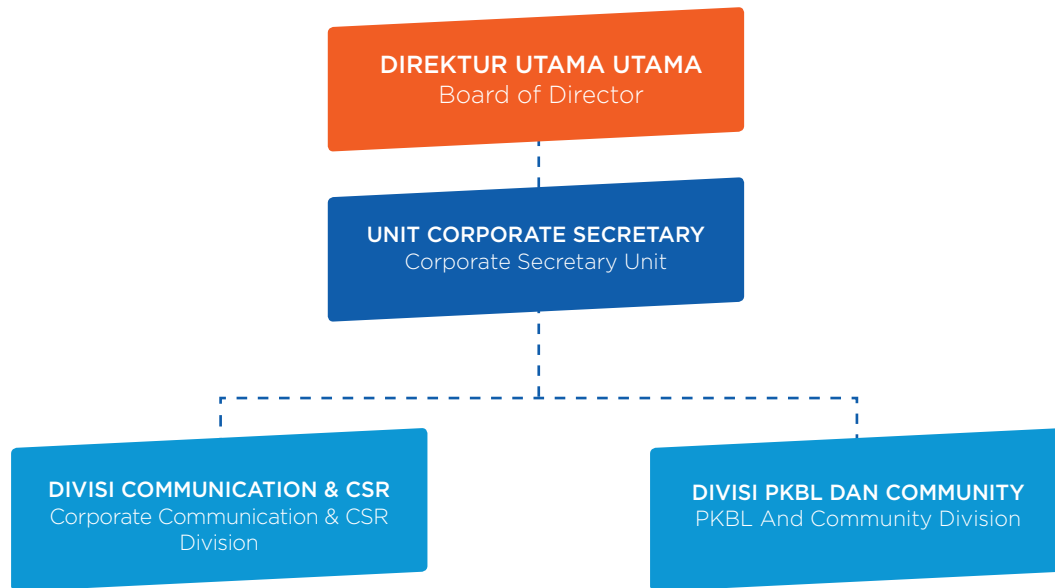 DIREKTUR UTAMA UTAMA
Board of Director
UNIT CORPORATE SECRETARY
Corporate Secretary Unit
DIVISI COMMUNICATION & CSR
Corporate Communication & CSR
Division
DIVISI PKBL DAN COMMUNITY
PKBL And Community Division